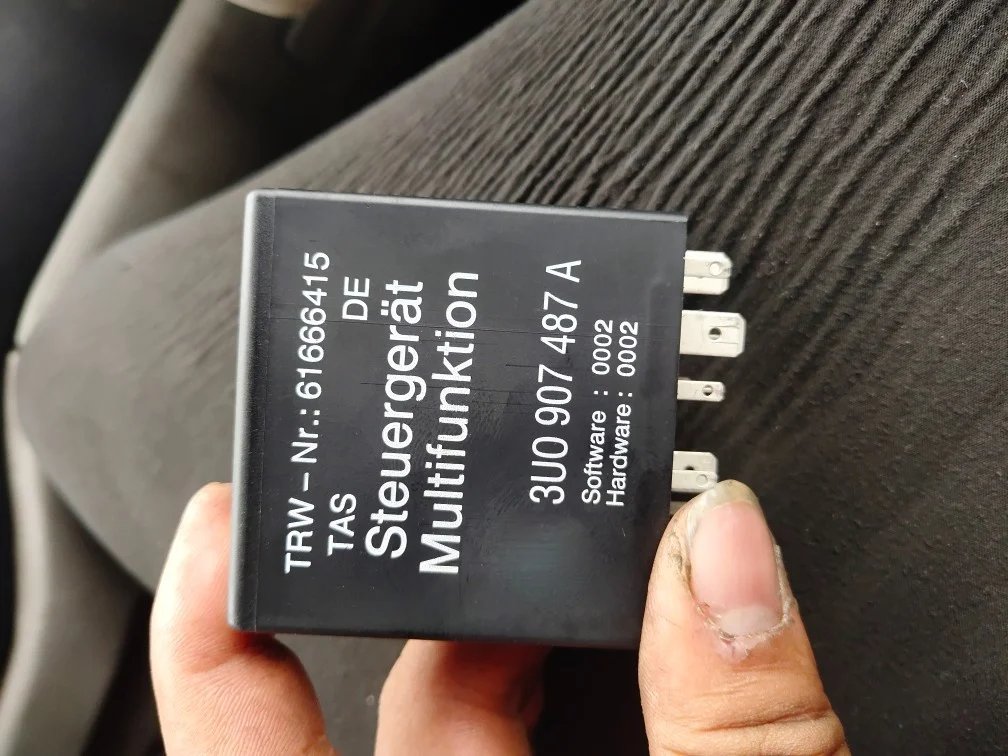 TRW – Nr.: 61666415
TAS DE
Steuergerät
Multifunktion
3U0 907 487 A
Software : 0002
Hardware : 0002